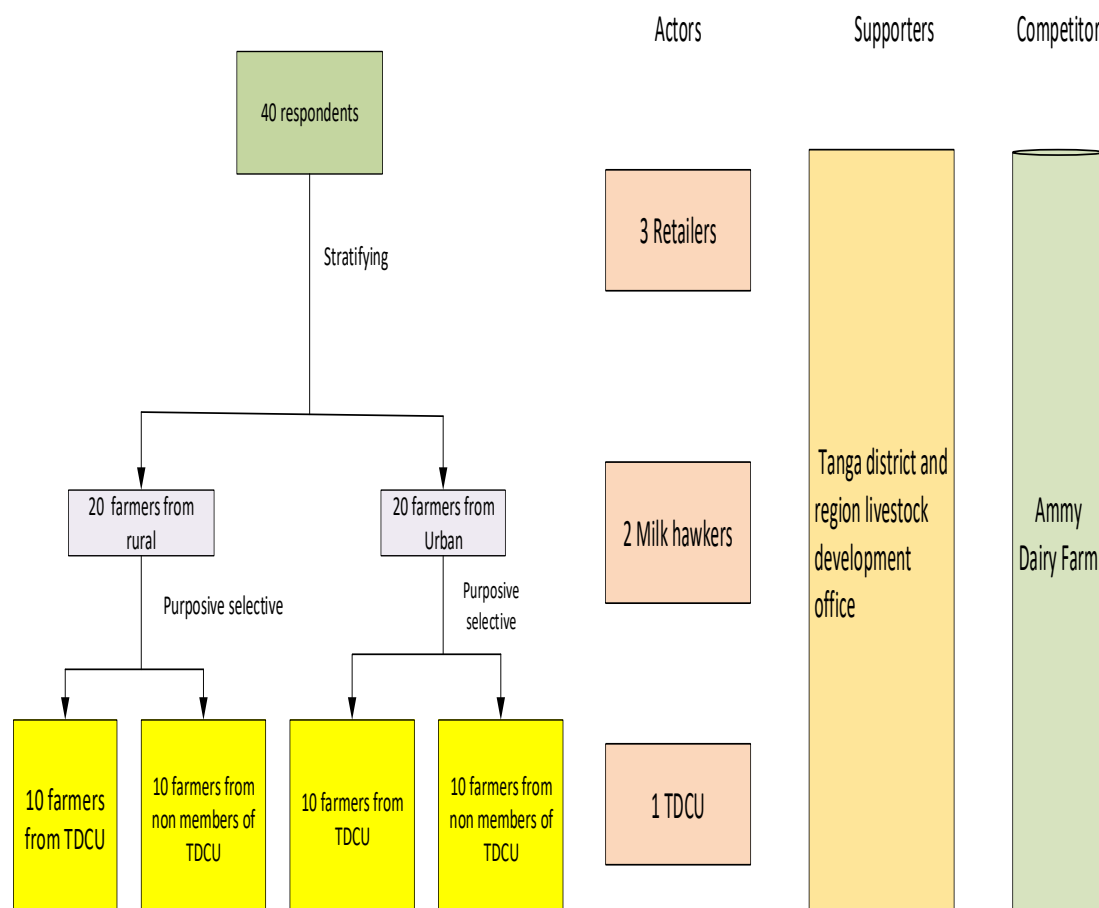 Actors
Supporters
Competitor
40 respondents
Stratifying
20 farmers from
rural
20 farmers from
Urban
Purposive selective
Purposive
selective
10 farmers
from TDCU
10 farmers from
non members of
TDCU
10 farmers from
TDCU
10 farmers from
non members of
TDCU
3 Retailers
2 Milk hawkers
1 TDCU
Tanga district and
region livestock
development
office
Ammy
Dairy Farm